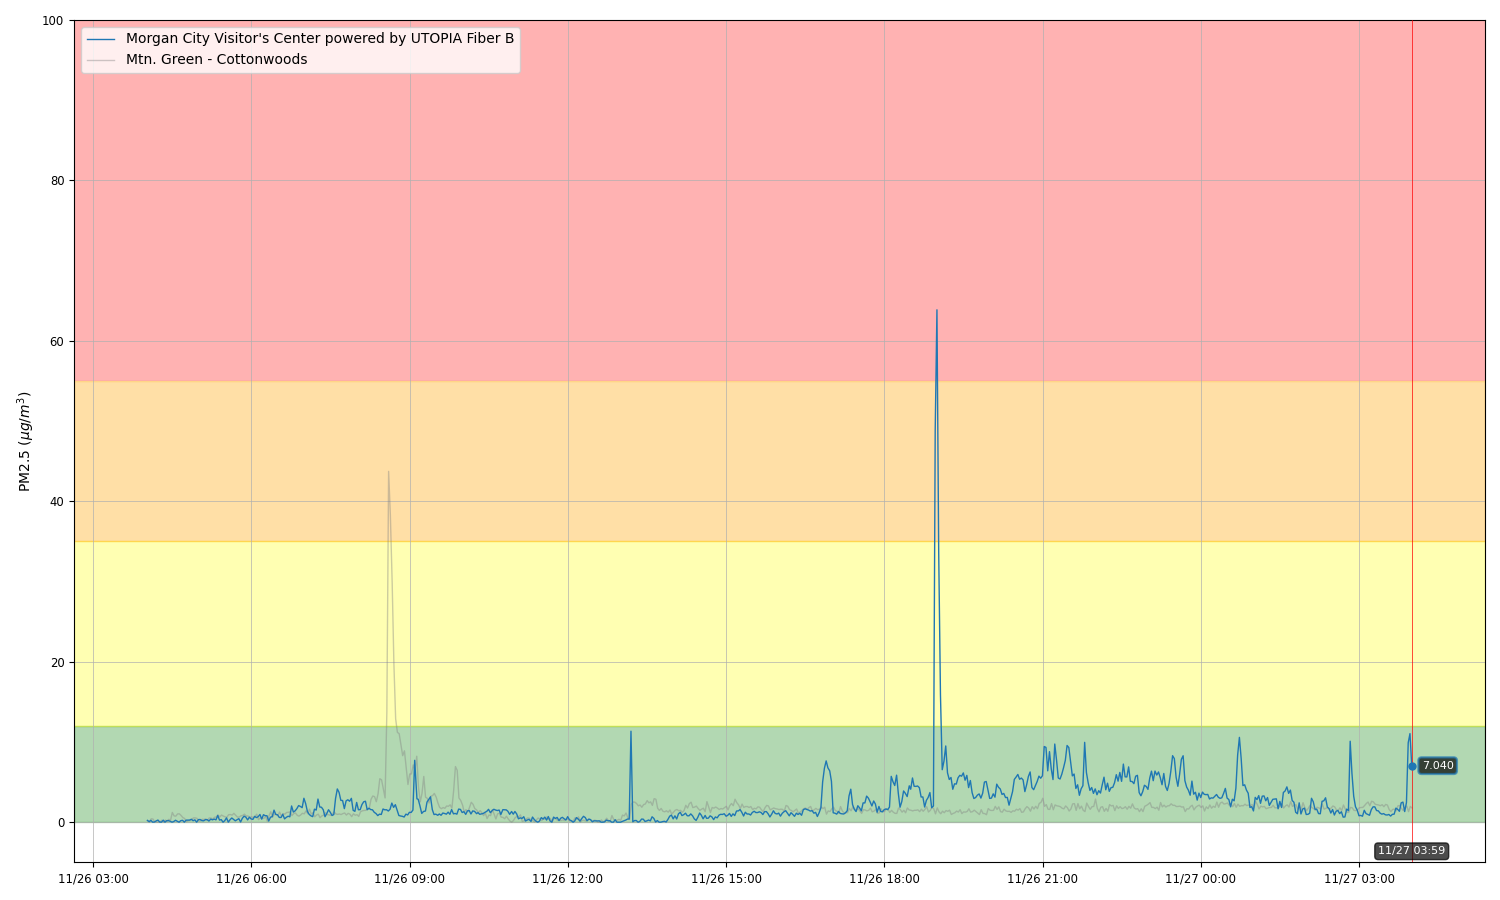 100
Morgan City Visitor's Center powered by UTOPIA Fiber B
Mtn. Green - Cottonwoods
80
60
PM2.5 (μg/m³)
40
20
7.040
0
11/27 03:59
11/26 03:00 11/26 06:00 11/26 09:00 11/26 12:00 11/26 15:00 11/26 18:00 11/26 21:00 11/27 00:00 11/27 03:00